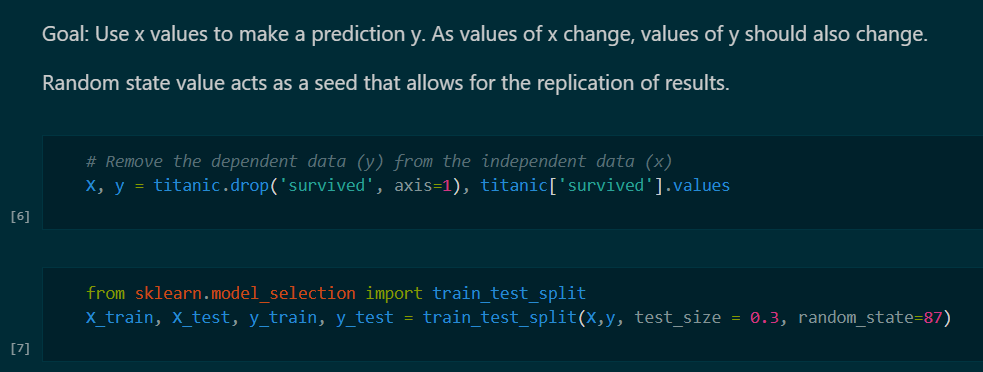 Goal: Use x values to make a prediction y. As values of x change, values of y should also change.
Random state value acts as a seed that allows for the replication of results.
# Remove the dependent data (y) from the independent data (x)
X, y = titanic.drop('survived', axis=1), titanic['survived'].values
[6]
from sklearn.model_selection import train_test_split
X_train, X_test, y_train, y_test = train_test_split(X,y, test_size = 0.3, random_state=87)
[7]